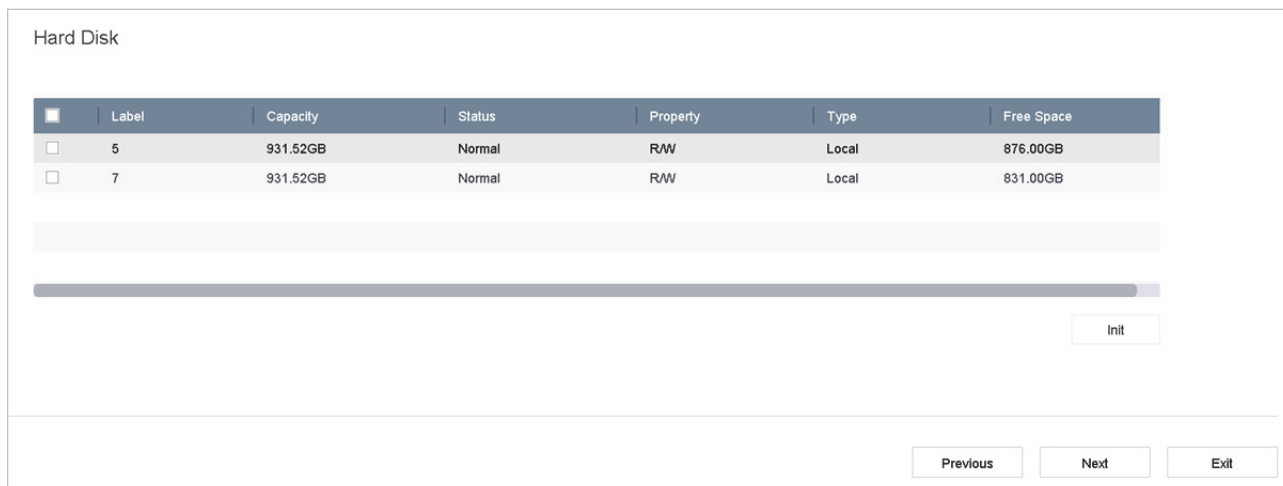 Hard Disk
Label Capacity Status Property Type Free Space
5 931.52GB Normal R/W Local 876.00GB
7 931.52GB Normal R/W Local 831.00GB
Init
Previous Next Exit